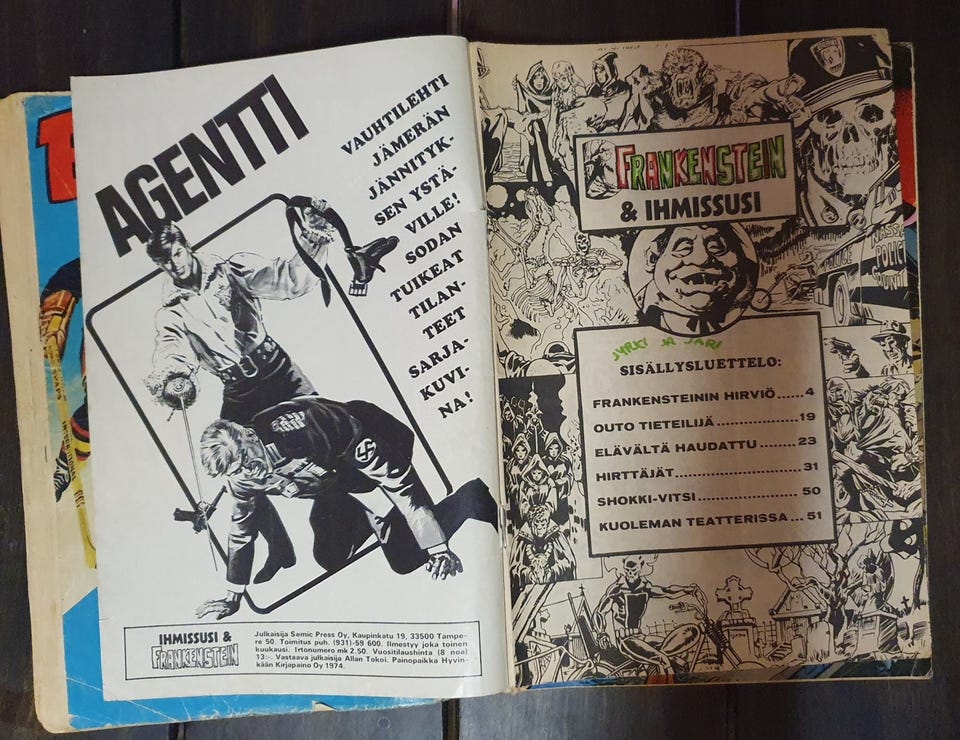 AGENTTI
VAUHTILEHTI
JÄMERÄN
JÄNNITYK-
SEN YSTÄ-
VILLE!
SODAN
TUIKEAT
TILAN-
TEET
SARJA-
KUVI-
NA!
IHMISSUSI &
FRANKENSTEIN
Julkaisija Semic Press Oy, Kaupinkatu 19, 33500 Tampe-
re 50. Toimitus puh. (931)-59 600. Ilmestyy joka toinen
kuukausi. Irtonumero mk 2.50. Vuositilaushinta (8 noa)
13:-. Vastaava julkaisija Allan Tokoi. Painopaikka Hyvin-
kään Kirjapaino Oy 1974.
FRANKENSTEIN
& IHMISSUSI
POLICE
JYRKI JA JARI
SISÄLLYSLUETTELO:
FRANKENSTEININ HIRVIÖ......4
OUTO TIETEILIJÄ....................19
ELÄVÄLTÄ HAUDATTU........23
HIRTTÄJÄT............................31
SHOKKI-VITSI...................... 50
KUOLEMAN TEATTERISSA... 51